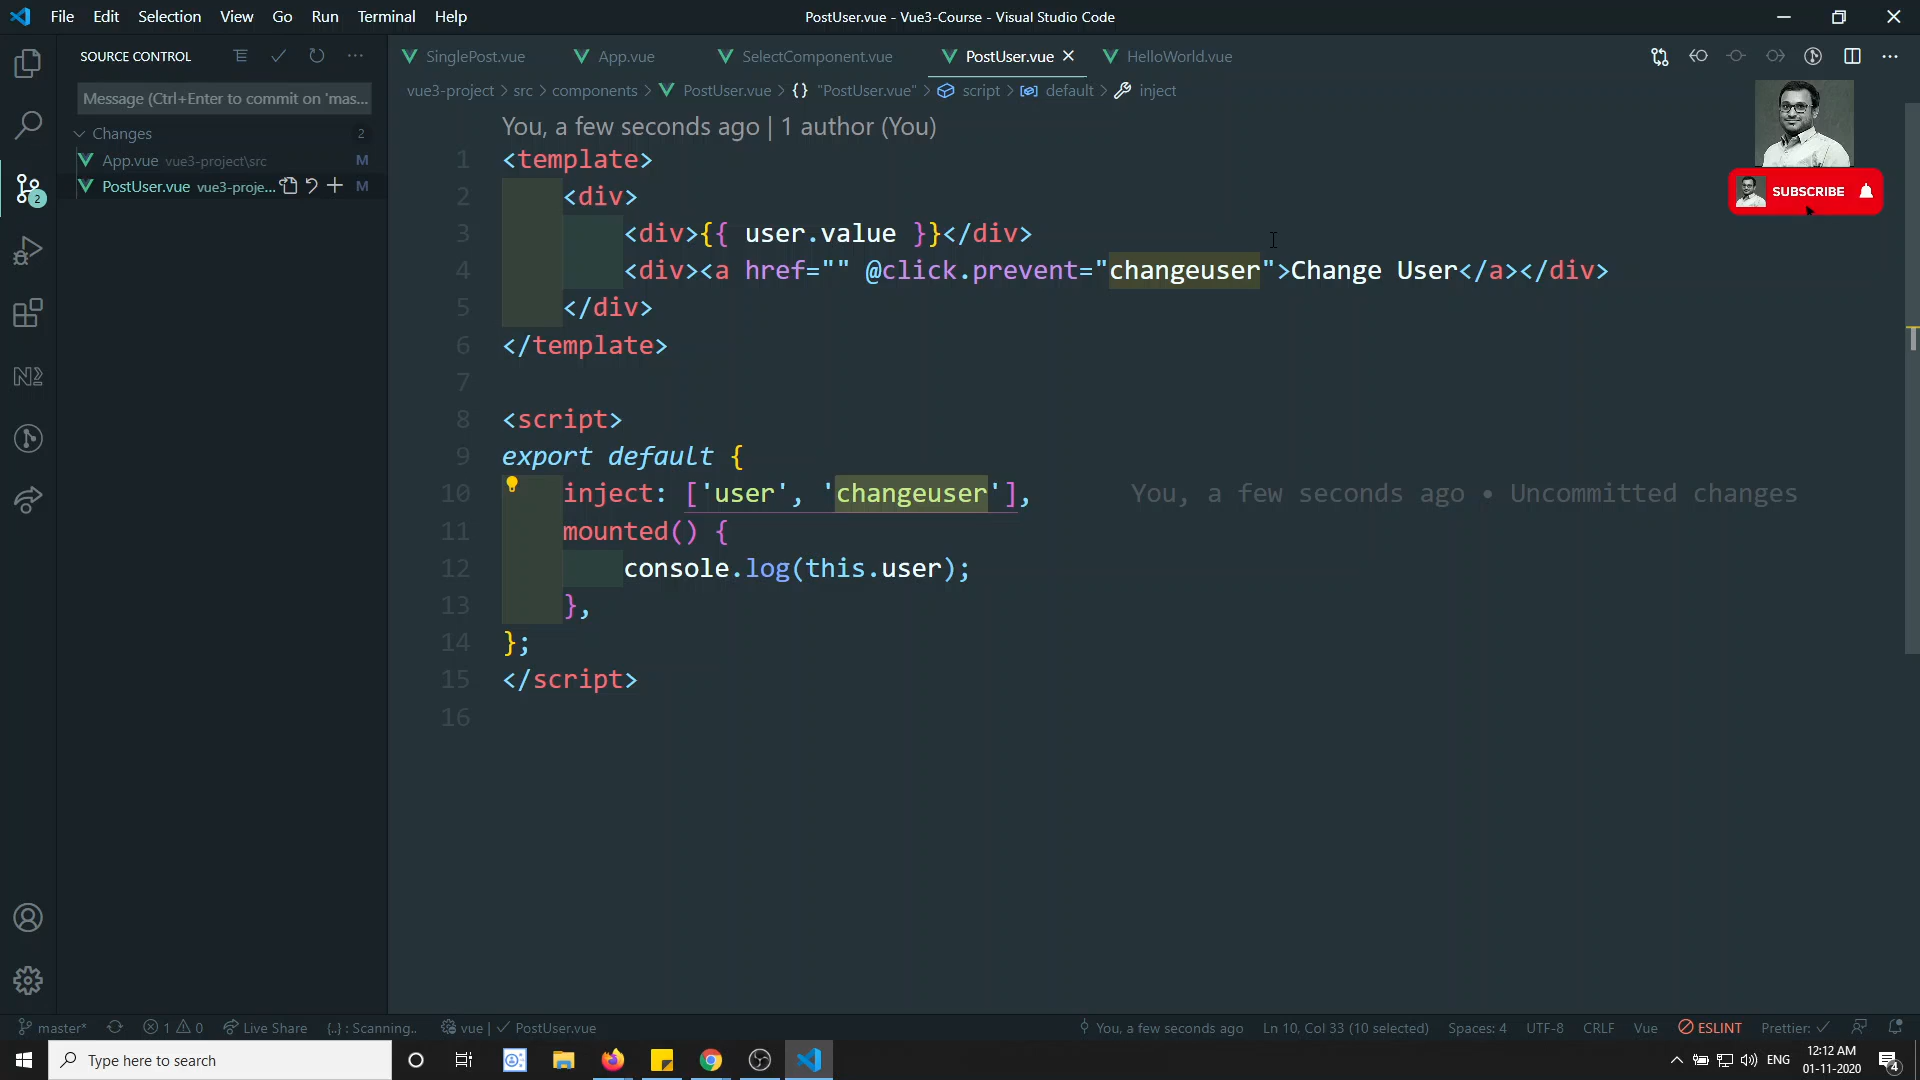 File Edit Selection View Go Run Terminal Help
PostUser.vue - Vue3-Course - Visual Studio Code
SOURCE CONTROL
Message (Ctrl+Enter to commit on 'mas...
Changes 2
App.vue vue3-project\src M
PostUser.vue vue3-proje... M
2
SinglePost.vue App.vue SelectComponent.vue PostUser.vue HelloWorld.vue
vue3-project > src > components > PostUser.vue > {} "PostUser.vue" > script > default > inject
SUBSCRIBE
You, a few seconds ago | 1 author (You)
1 <template>
2 <div>
3 <div>{{ user.value }}</div>
4 <div><a href="" @click.prevent="changeuser">Change User</a></div>
5 </div>
6 </template>
7
8 <script>
9 export default {
10 inject: ['user', 'changeuser'], You, a few seconds ago • Uncommitted changes
11 mounted() {
12 console.log(this.user);
13 },
14 };
15 </script>
16
master* 1 0 Live Share {..} : Scanning.. vue | PostUser.vue You, a few seconds ago Ln 10, Col 33 (10 selected) Spaces: 4 UTF-8 CRLF Vue ESLINT Prettier:
Type here to search
ENG
12:12 AM
01-11-2020
4